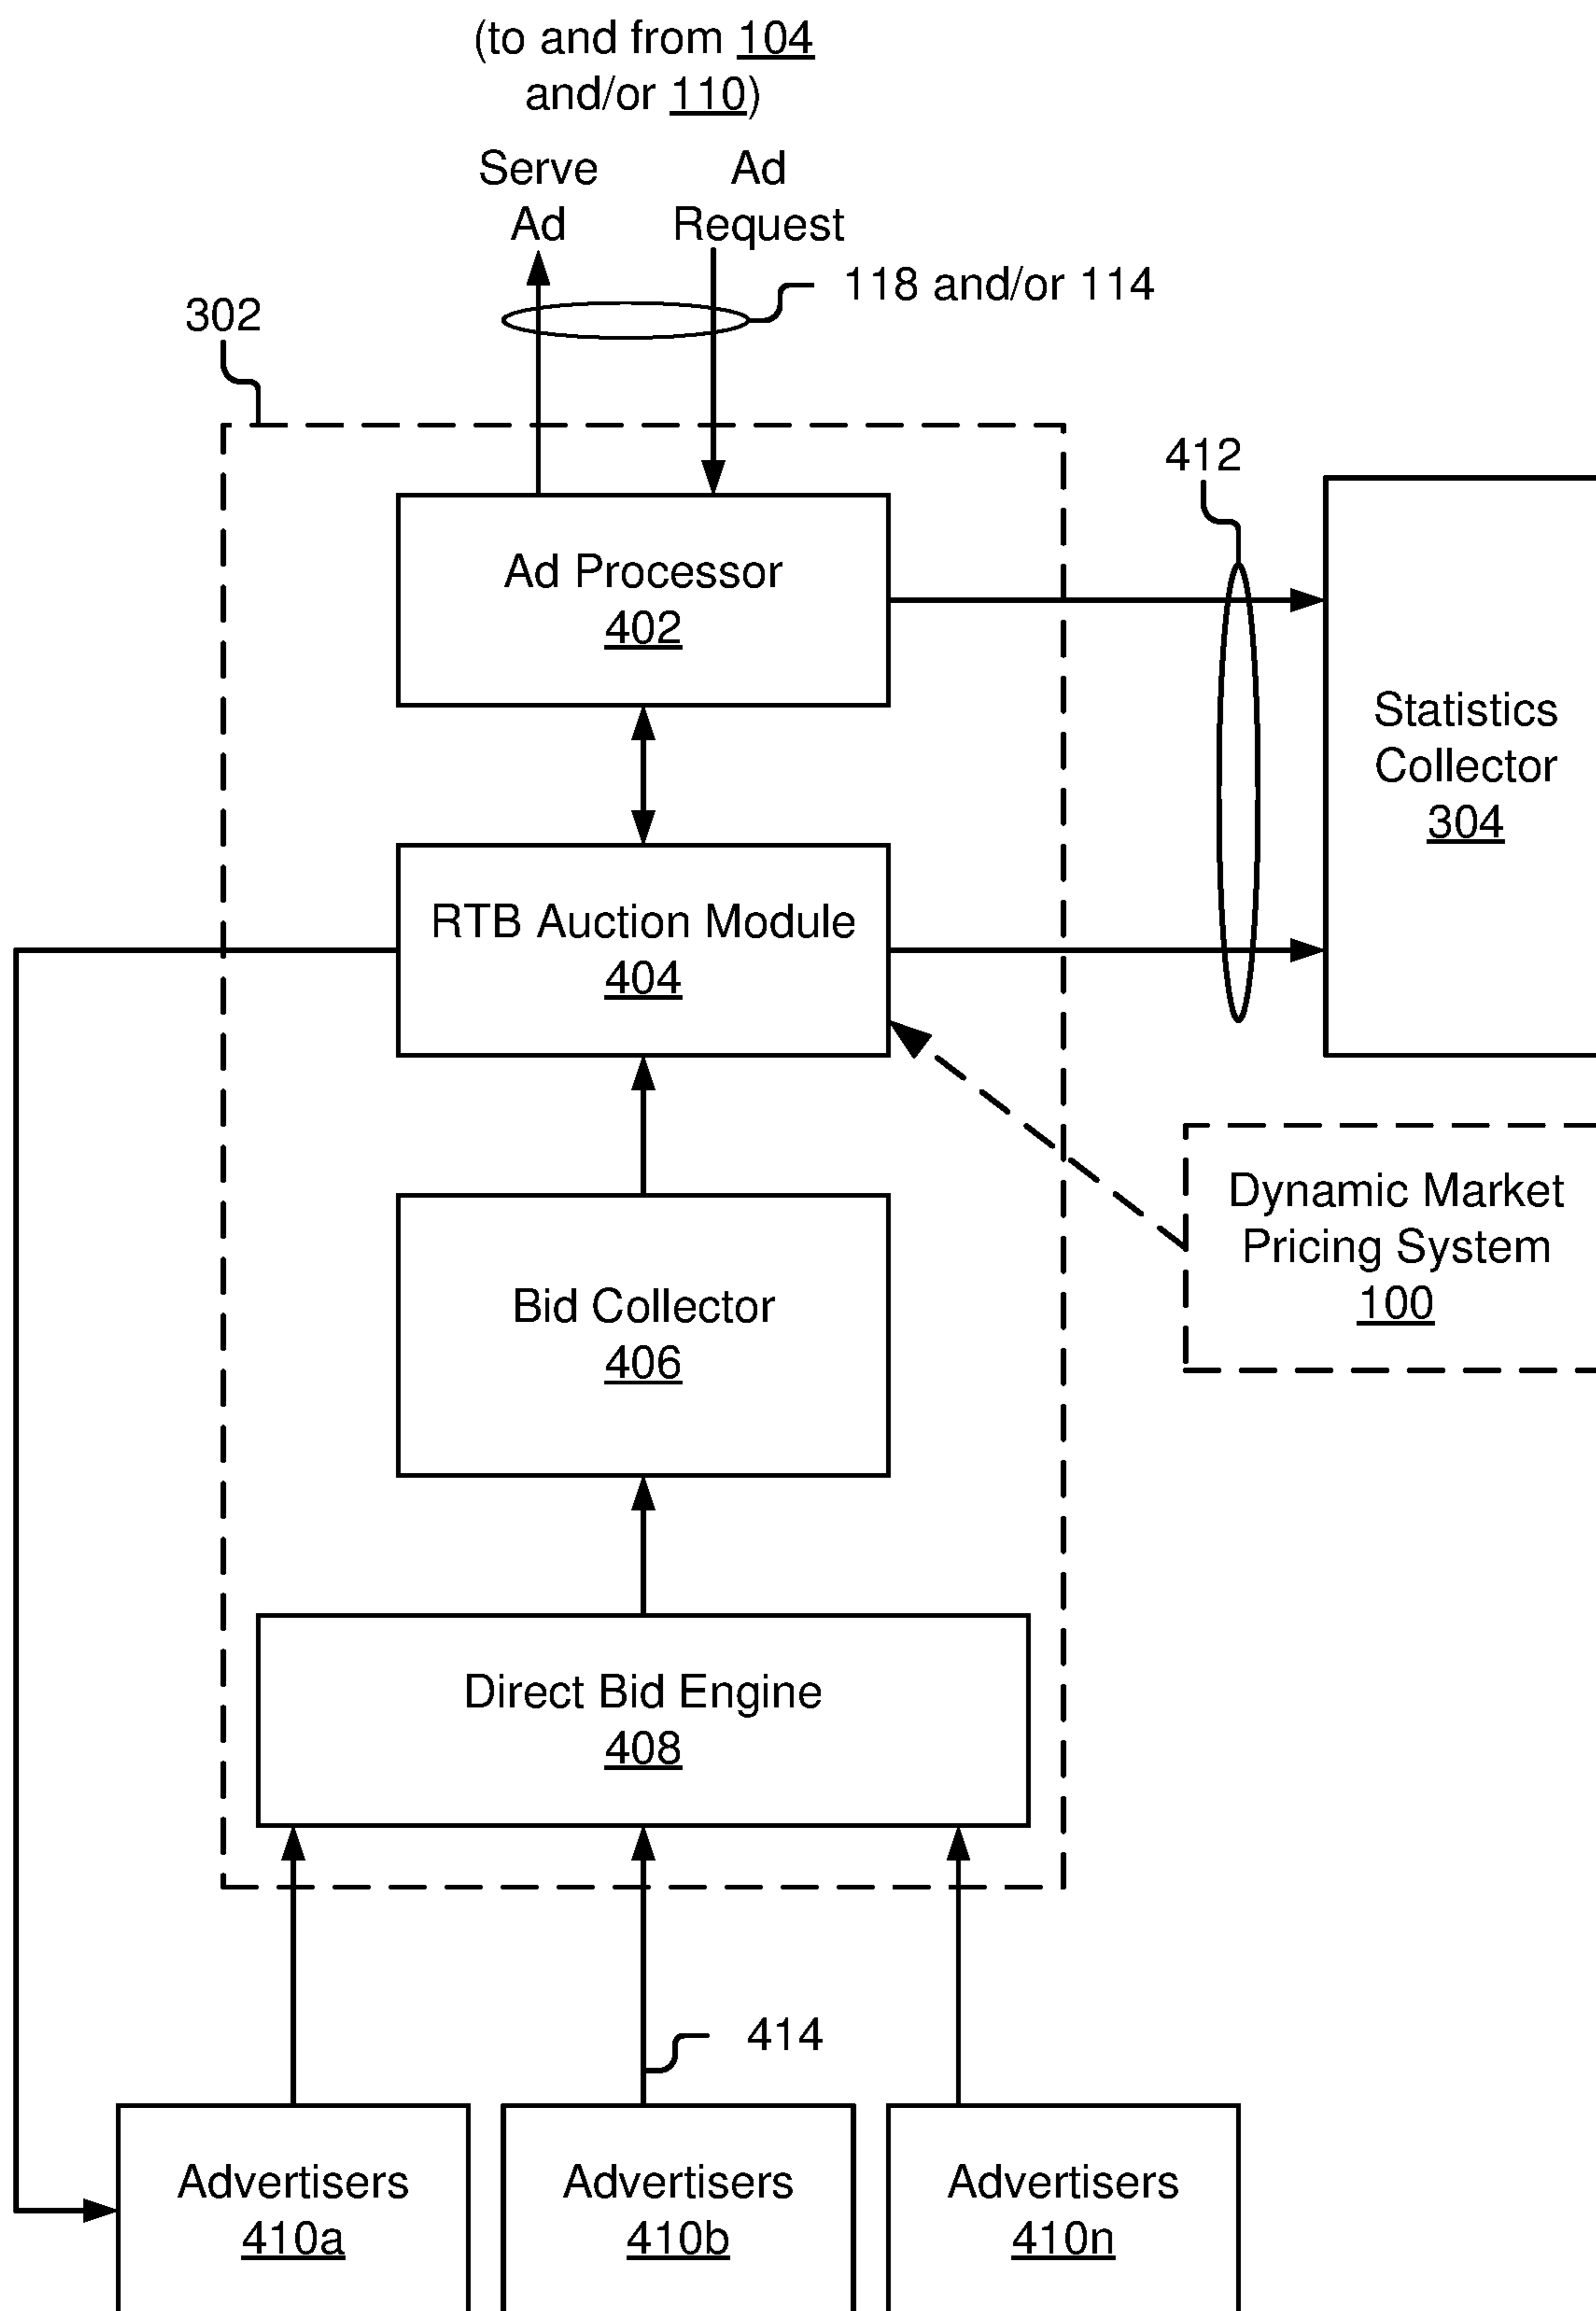 (to and from 104
and/or 110)
Serve
Ad
Ad
Request
118 and/or 114
302
412
Ad Processor
402
Statistics
Collector
304
RTB Auction Module
404
Dynamic Market
Pricing System
100
Bid Collector
406
Direct Bid Engine
408
414
Advertisers
410a
Advertisers
410b
Advertisers
410n